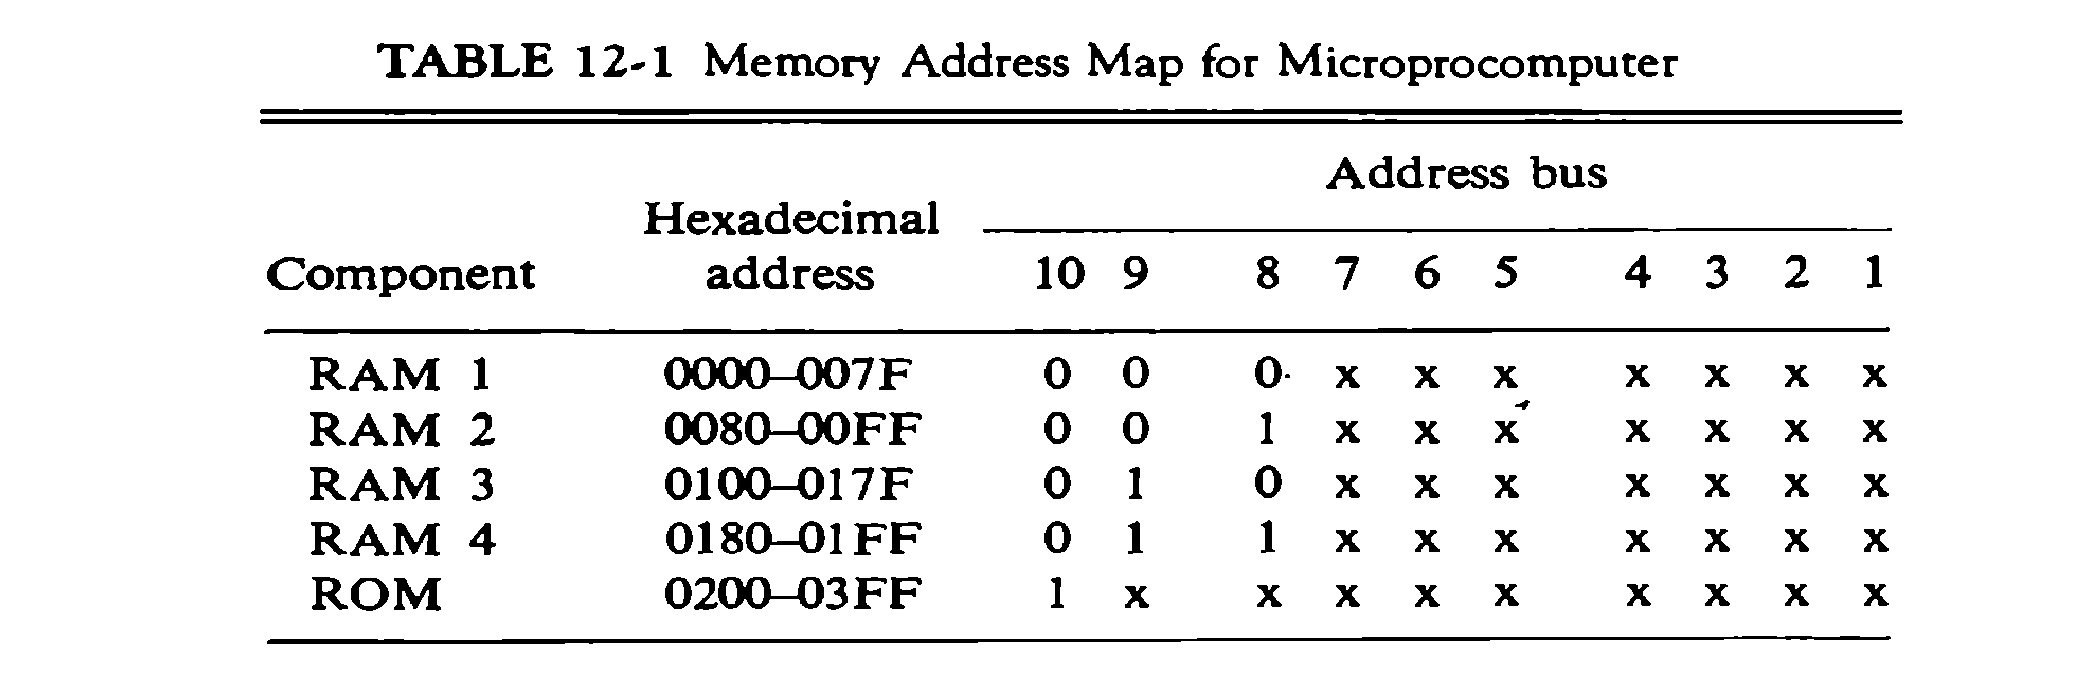 TABLE 12-1 Memory Address Map for Microprocomputer
Address bus
Hexadecimal
Component address 10 9 8 7 6 5 4 3 2 1
RAM 1 0000–007F 0 0 0 x x x x x x x
RAM 2 0080–00FF 0 0 1 x x x x x x x
RAM 3 0100–017F 0 1 0 x x x x x x x
RAM 4 0180–01FF 0 1 1 x x x x x x x
ROM 0200–03FF 1 x x x x x x x x x